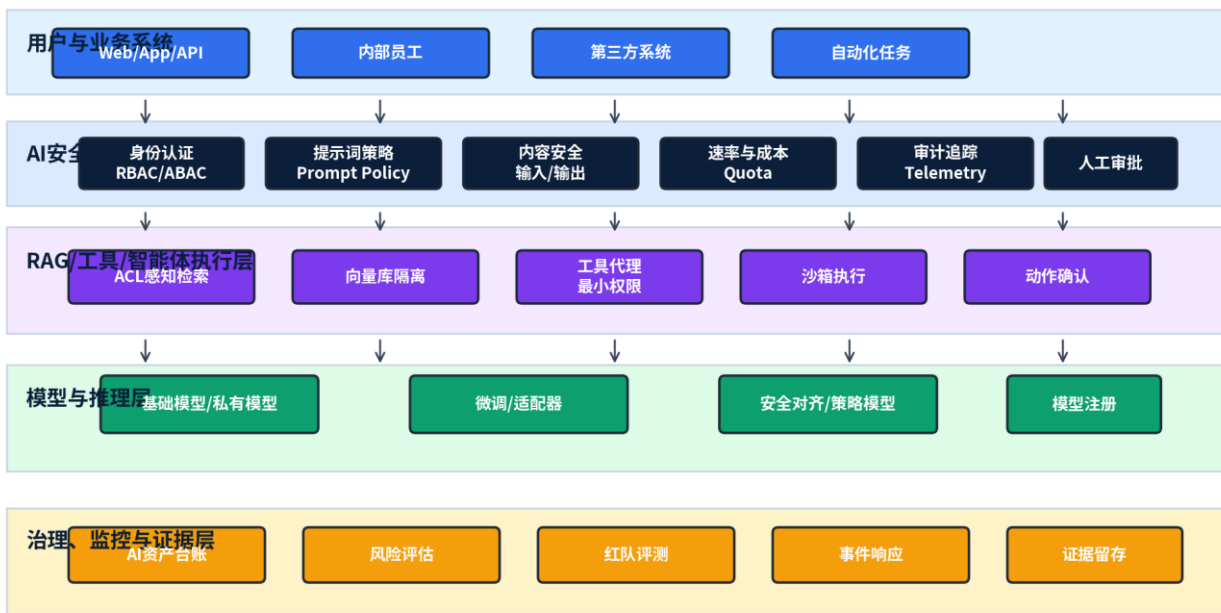 用户与业务系统
Web/App/API
内部员工
第三方系统
自动化任务
AI安全
身份认证
RBAC/ABAC
提示词策略
Prompt Policy
内容安全
输入/输出
速率与成本
Quota
审计追踪
Telemetry
人工审批
RAG/工具/智能体执行层
ACL感知检索
向量库隔离
工具代理
最小权限
沙箱执行
动作确认
模型与推理层
基础模型/私有模型
微调/适配器
安全对齐/策略模型
模型注册
治理、监控与证据层
AI资产台账
风险评估
红队评测
事件响应
证据留存